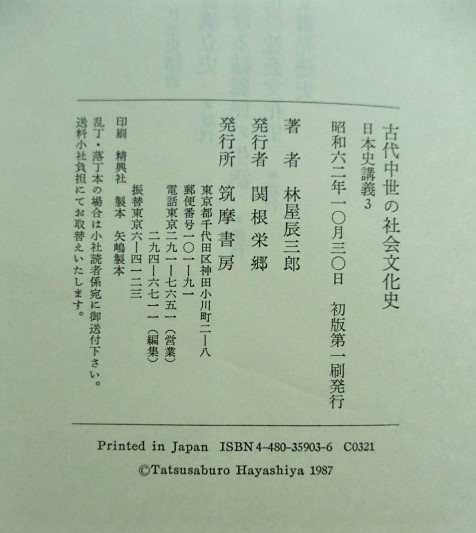 古代中世の社会文化史
日本史講義3
昭和六二年一〇月三〇日　初版第一刷発行
著　者　林屋辰三郎
発行者　関根栄郷
発行所　筑摩書房
東京都千代田区神田小川町二―八
郵便番号一〇一―九一
電話東京二九一―七六五一(営業)
二九四―六七一一(編集)
振替東京六―四一二三
印刷　精興社　製本　矢嶋製本
乱丁・落丁本の場合は小社読者係宛に御送付下さい。
送料小社負担にてお取替えいたします。
Printed in Japan ISBN4-480-35903-6 C0321
©Tatsusaburo Hayashiya 1987